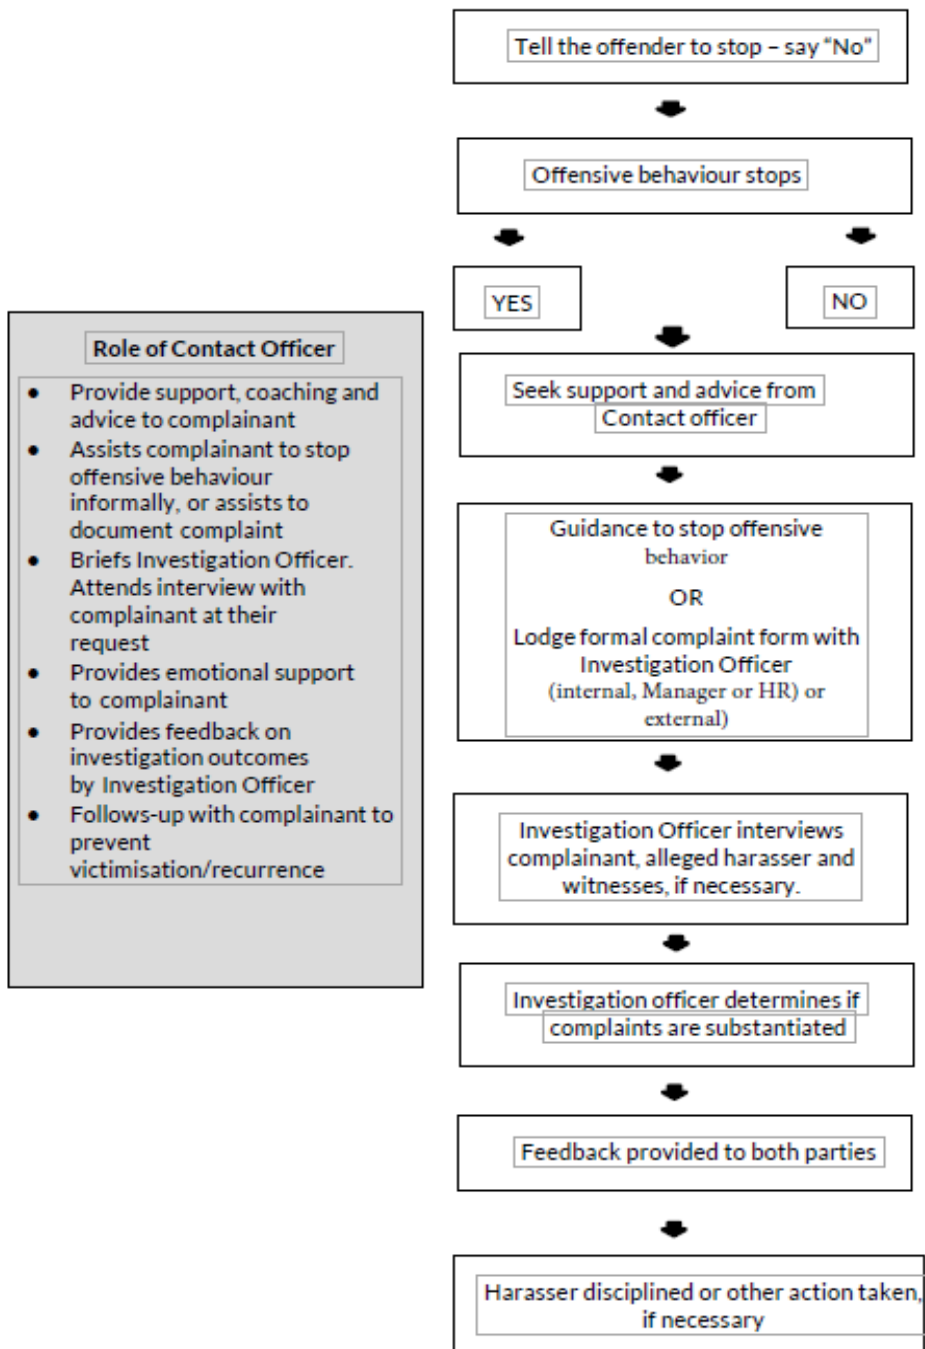 Tell the offender to stop – say “No”
Offensive behaviour stops
YES
NO
Role of Contact Officer
● Provide support, coaching and
advice to complainant
● Assists complainant to stop
offensive behaviour
informally, or assists to
document complaint
● Briefs Investigation Officer.
Attends interview with
complainant at their
request
● Provides emotional support
to complainant
● Provides feedback on
investigation outcomes
by Investigation Officer
● Follows-up with complainant to
prevent
victimisation/recurrence
Seek support and advice from
Contact officer
Guidance to stop offensive
behavior
OR
Lodge formal complaint form with
Investigation Officer
(internal, Manager or HR) or
external)
Investigation Officer interviews
complainant, alleged harasser and
witnesses, if necessary.
Investigation officer determines if
complaints are substantiated
Feedback provided to both parties
Harasser disciplined or other action taken,
if necessary